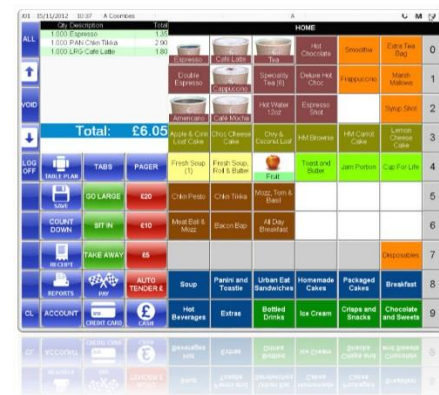 J01 15/11/2012 10:37 A Coombes A C M
Qty Description Total
1.000 Espresso 1.35
1.000 PAN Chkn Tikka 2.90
1.000 LRG Cafe Latte 1.80
Total: £6.05
ALL
VOID
LOG OFF
CL
HOME
Espresso Café Latte Tea Hot Chocolate Smoothie Extra Tea Bag 0
Double Espresso Cappuccino Speciality Tea (6) Deluxe Hot Choc Frappuccino Marsh Mallows 1
Americano Café Mocha Hot Water 12oz Espresso Shot Syrup Shot 2
Apple & Cinn Loaf Cake Choc Cheese Cake Chry & Coconut Loaf HM Brownie HM Carrot Cake Lemon Cheese Cake 3
Fresh Soup (1) Fresh Soup, Roll & Butter Fruit Toast and Butter Jam Portion Cup For Life 4
Chkn Pesto Chkn Tikka Mozz, Tom & Basil 5
Meat Ball & Mozz Bacon Bap All Day Breakfast 6
Disposables 7
Soup Panini and Toastie Urban Eat Sandwiches Homemade Cakes Packaged Cakes Breakfast 8
Hot Beverages Extras Bottled Drinks Ice Cream Crisps and Snacks Chocolate and Sweets 9
TABLE PLAN TABS PAGER
SAVE GO LARGE £20
COUNT DOWN SIT IN £10
RECEIPT TAKE AWAY £5
REPORTS PAY AUTO TENDER £
ACCOUNT CREDIT CARD CASH